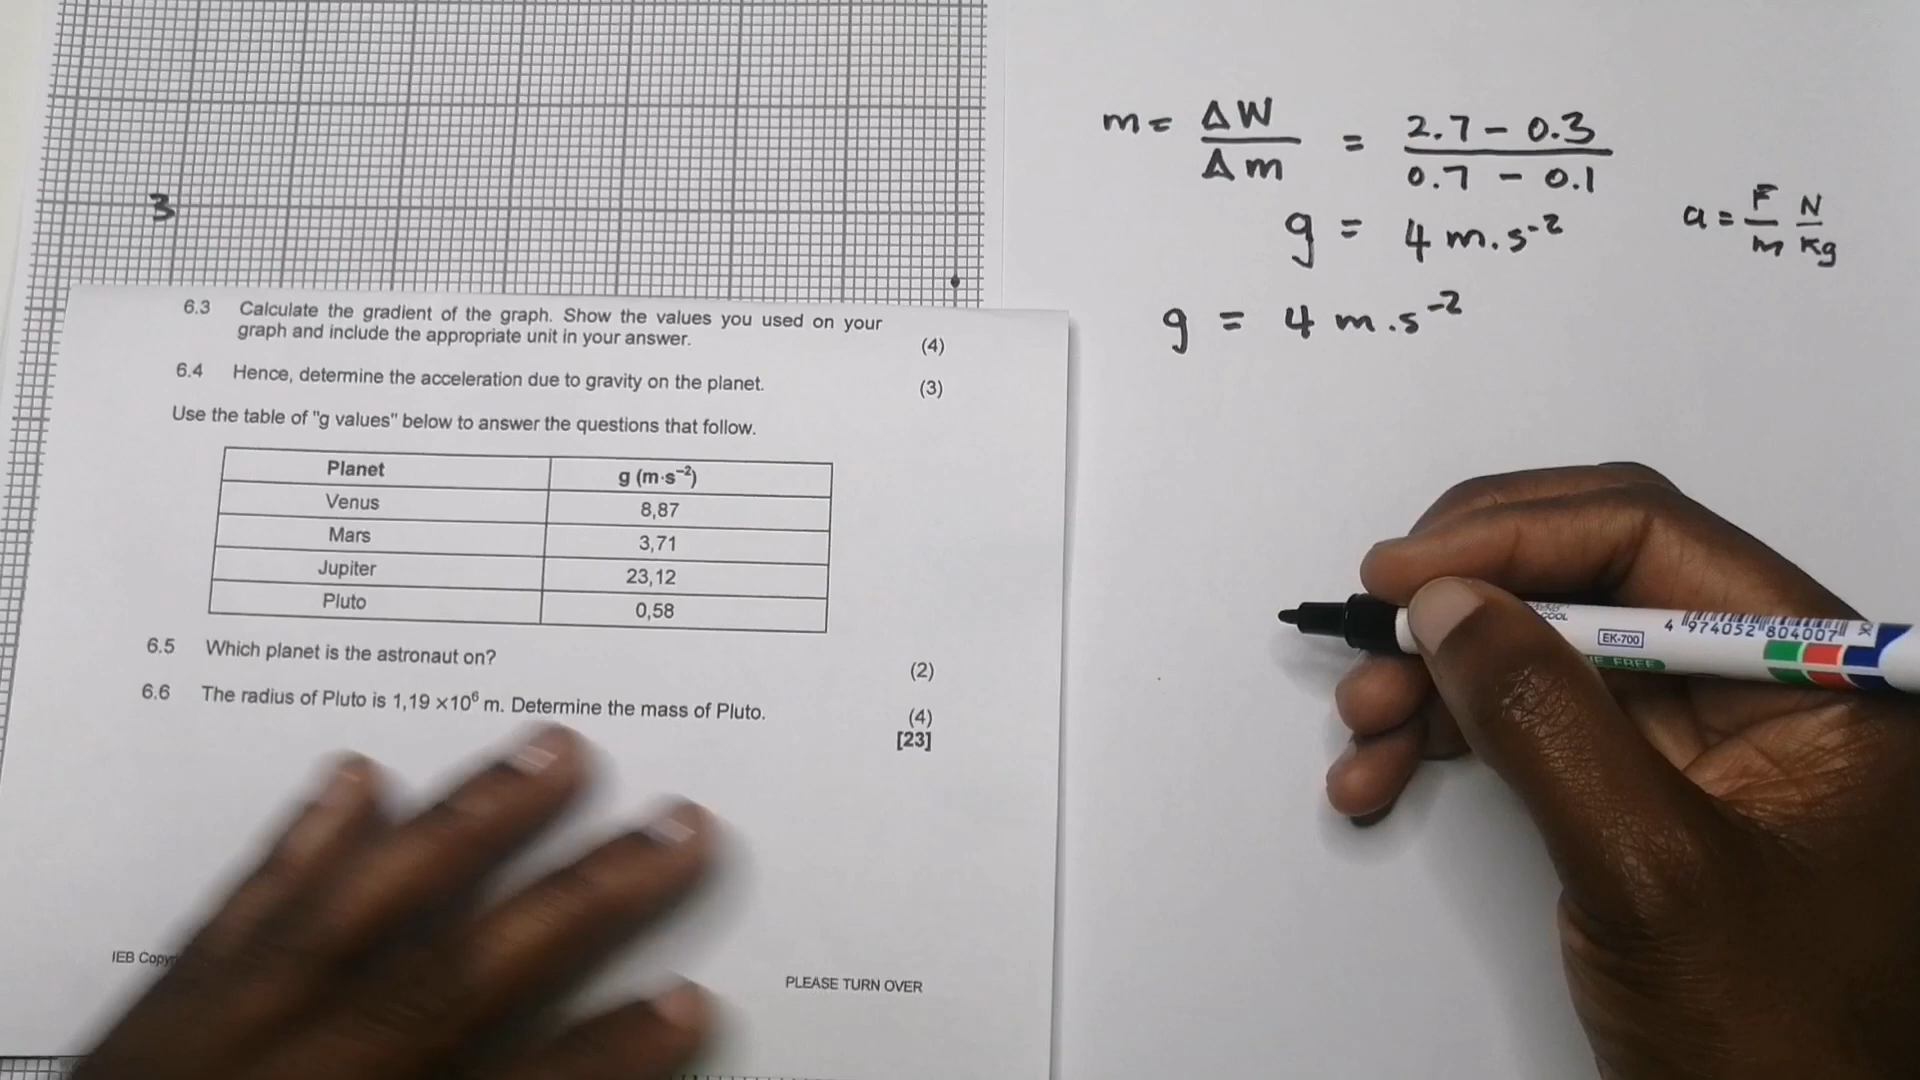 3
6.3 Calculate the gradient of the graph. Show the values you used on your
graph and include the appropriate unit in your answer. (4)
6.4 Hence, determine the acceleration due to gravity on the planet. (3)
Use the table of "g values" below to answer the questions that follow.
Planet g (m·s⁻²)
Venus 8,87
Mars 3,71
Jupiter 23,12
Pluto 0,58
6.5 Which planet is the astronaut on? (2)
6.6 The radius of Pluto is 1,19 ×10⁶ m. Determine the mass of Pluto. (4)
[23]
IEB
PLEASE TURN OVER
m = ΔW / Δm = 2.7 - 0.3 / 0.7 - 0.1
g = 4 m.s⁻²
a = F/m N/kg
g = 4 m.s⁻²
EK-700
4 974052 804007